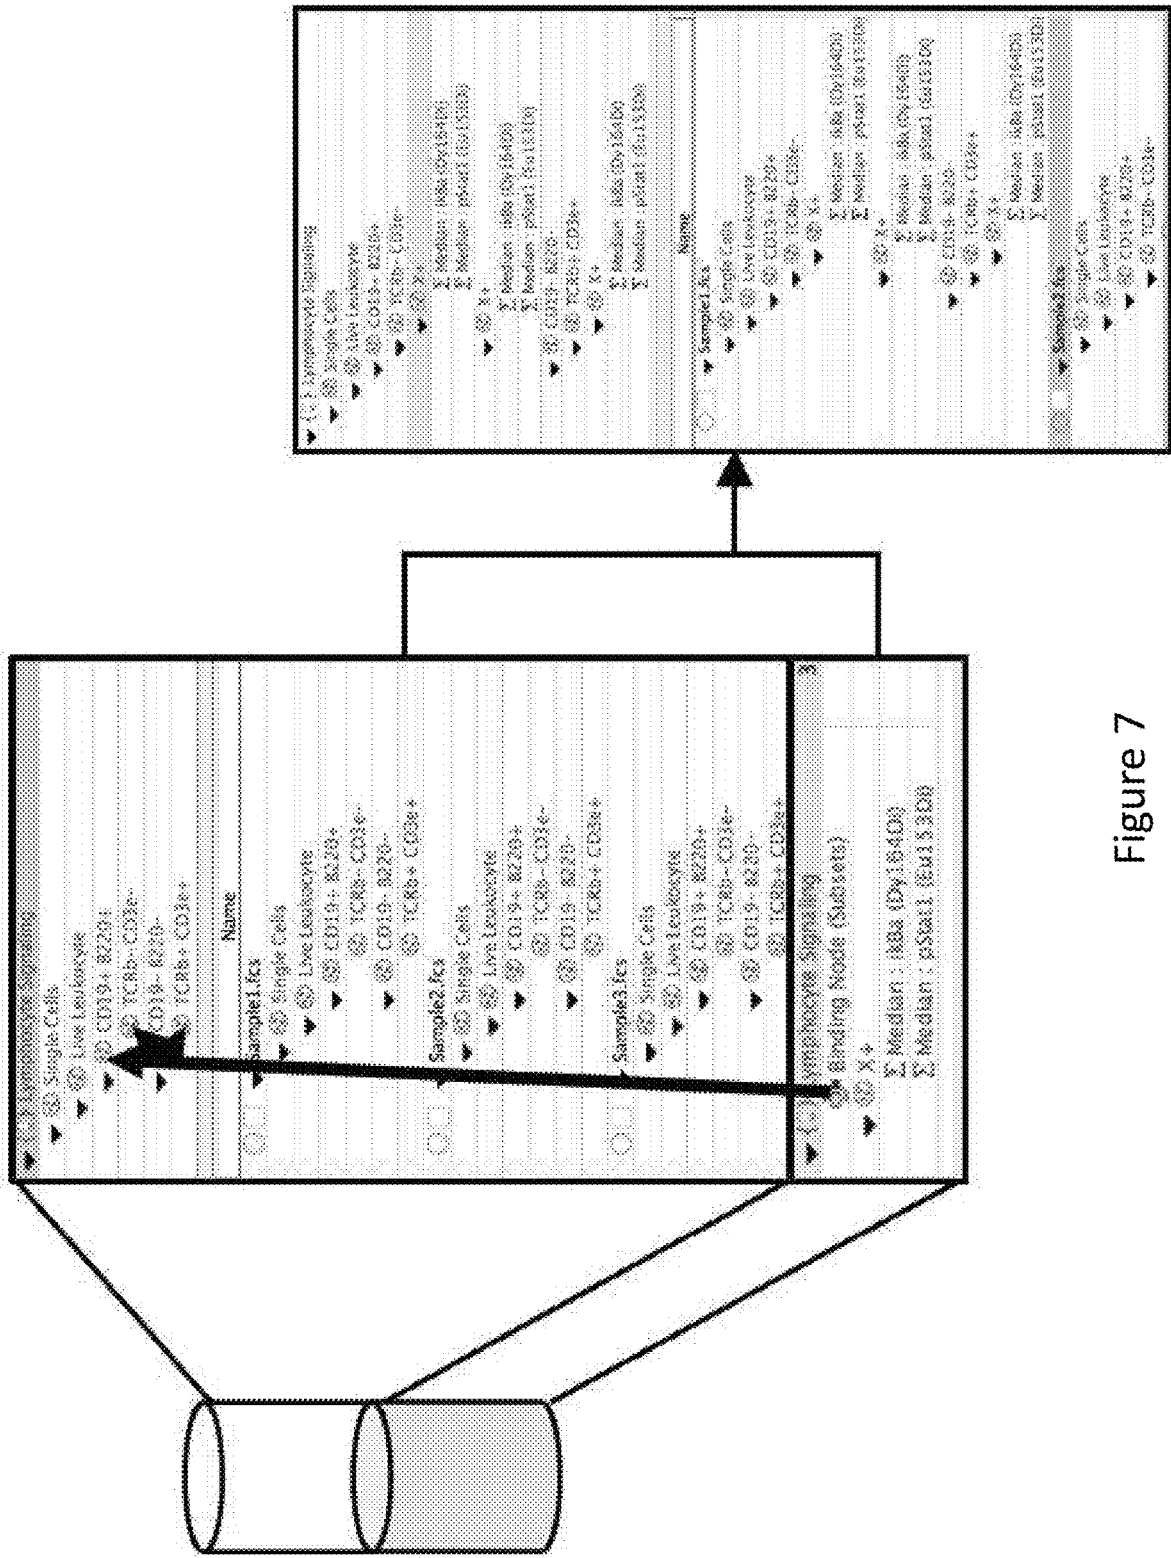 { } Lymphocyte Signaling
Single Cells
Live Leukocyte
CD19+ B220+
TCRb- CD3e-
CD19- B220-
TCRb+ CD3e+
Name
Sample1.fcs
Single Cells
Live Leukocyte
CD19+ B220+
TCRb- CD3e-
CD19- B220-
TCRb+ CD3e+
Sample2.fcs
Single Cells
Live Leukocyte
CD19+ B220+
TCRb- CD3e-
CD19- B220-
TCRb+ CD3e+
Sample3.fcs
Single Cells
Live Leukocyte
CD19+ B220+
TCRb- CD3e-
CD19- B220-
TCRb+ CD3e+
Lymphocyte Signaling 3
Binding Node (Subsets)
X+
Σ Median : IkBa (Dy164Di)
Σ Median : pStat1 (Eu153Di)
{ } Lymphocyte Signaling
Single Cells
Live Leukocyte
CD19+ B220+
TCRb- CD3e-
X+
Σ Median : IkBa (Dy164Di)
Σ Median : pStat1 (Eu153Di)
X+
Σ Median : IkBa (Dy164Di)
Σ Median : pStat1 (Eu153Di)
CD19- B220-
TCRb+ CD3e+
X+
Σ Median : IkBa (Dy164Di)
Σ Median : pStat1 (Eu153Di)
Name
Sample1.fcs
Single Cells
Live Leukocyte
CD19+ B220+
TCRb- CD3e-
X+
Σ Median : IkBa (Dy164Di)
Σ Median : pStat1 (Eu153Di)
X+
Σ Median : IkBa (Dy164Di)
Σ Median : pStat1 (Eu153Di)
CD19- B220-
TCRb+ CD3e+
X+
Σ Median : IkBa (Dy164Di)
Σ Median : pStat1 (Eu153Di)
Sample2.fcs
Single Cells
Live Leukocyte
CD19+ B220+
TCRb- CD3e-
Figure 7